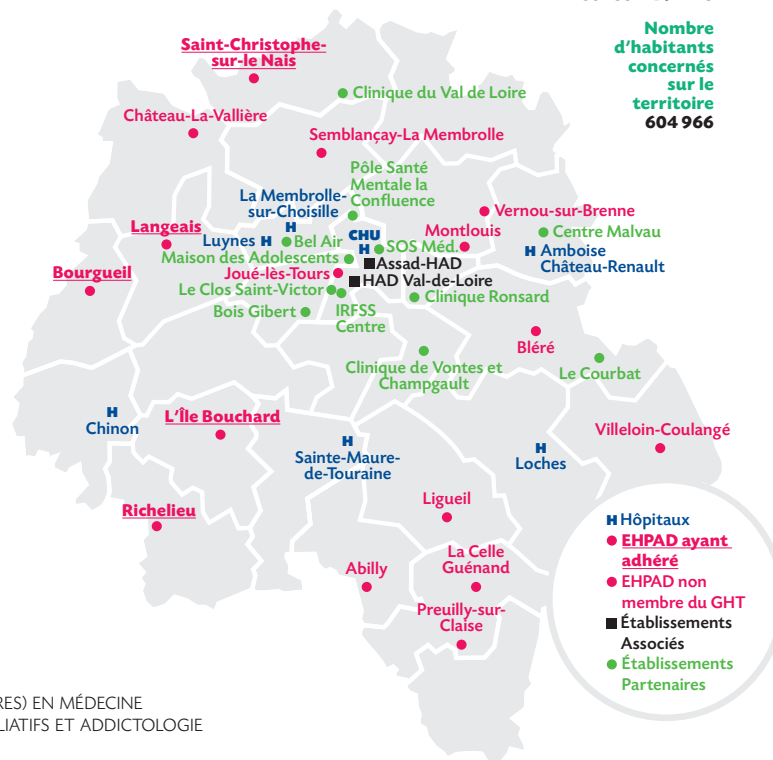 Saint-Christophe-
sur-le Nais
Nombre
d'habitants
concernés
sur le
territoire
604 966
Clinique du Val de Loire
Château-La-Vallière
Semblançay-La Membrolle
Pôle Santé
Mentale la
Confluence
La Membrolle-
sur-Choisille
H
Vernou-sur-Brenne
Langeais
Luynes H
Bel Air
CHU
H
SOS Méd.
Montlouis
Centre Malvau
H Amboise
Château-Renault
Maison des Adolescents
Assad-HAD
Bourgueil
Joué-lès-Tours
HAD Val-de-Loire
Le Clos Saint-Victor
Clinique Ronsard
Bois Gibert
IRFSS
Centre
Bléré
Clinique de Vontes et
Champgault
Le Courbat
H
Chinon
L'Île Bouchard
H
Sainte-Maure-
de-Touraine
H
Loches
Villeloin-Coulangé
Richelieu
Ligueil
Abilly
La Celle
Guénand
Preuilly-sur-
Claise
H Hôpitaux
EHPAD ayant
adhéré
EHPAD non
membre du GHT
Établissements
Associés
Établissements
Partenaires
RES) EN MÉDECINE
LIATIFS ET ADDICTOLOGIE